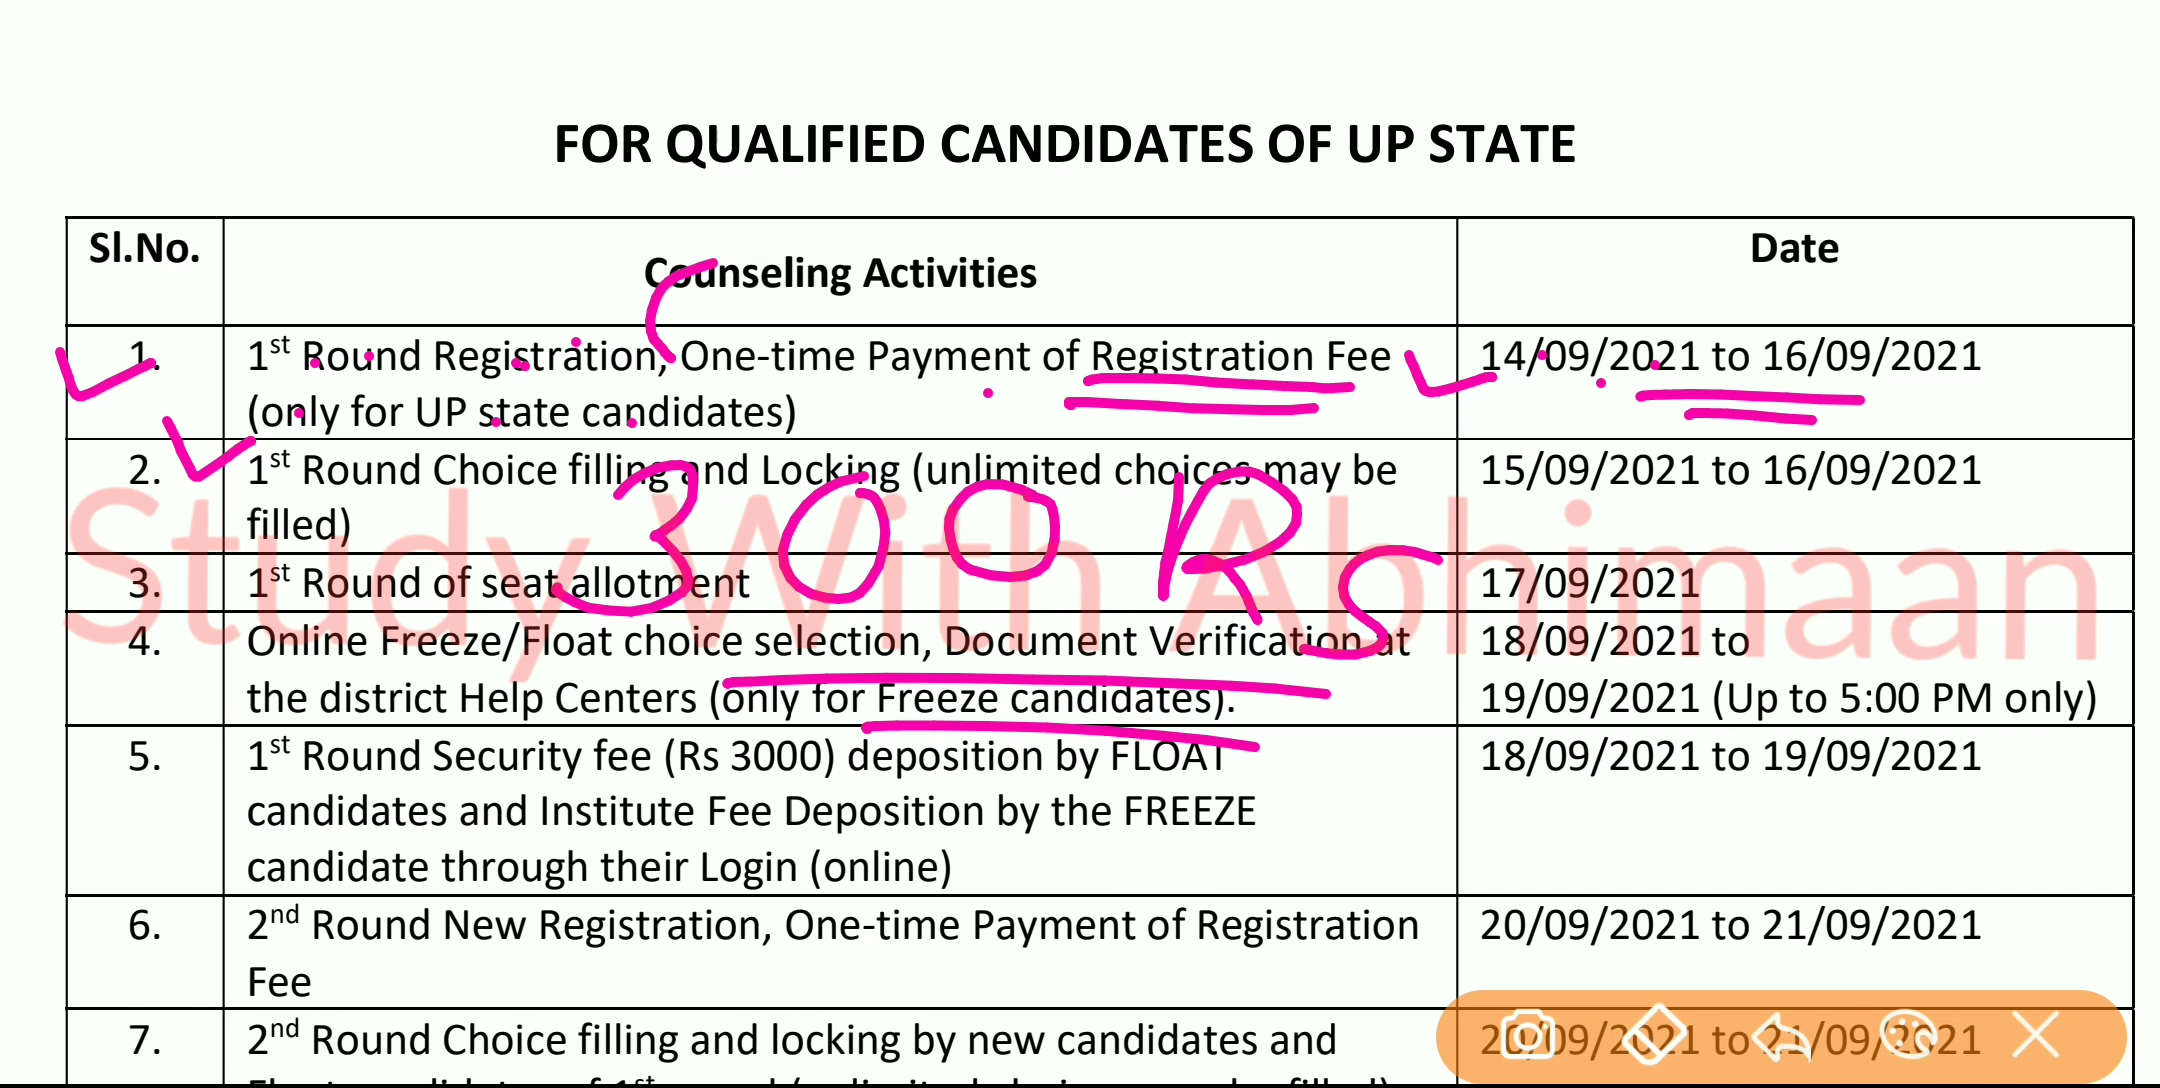 FOR QUALIFIED CANDIDATES OF UP STATE
Sl.No.
Counseling Activities
Date
1.
1st Round Registration, One-time Payment of Registration Fee
(only for UP state candidates)
14/09/2021 to 16/09/2021
2.
1st Round Choice filling and Locking (unlimited choices may be
filled)
15/09/2021 to 16/09/2021
300 Rs
Study With Abhimaan
3.
1st Round of seat allotment
17/09/2021
4.
Online Freeze/Float choice selection, Document Verification at
the district Help Centers (only for Freeze candidates).
18/09/2021 to
19/09/2021 (Up to 5:00 PM only)
5.
1st Round Security fee (Rs 3000) deposition by FLOAT
candidates and Institute Fee Deposition by the FREEZE
candidate through their Login (online)
18/09/2021 to 19/09/2021
6.
2nd Round New Registration, One-time Payment of Registration
Fee
20/09/2021 to 21/09/2021
7.
2nd Round Choice filling and locking by new candidates and
20/09/2021 to 21/09/2021